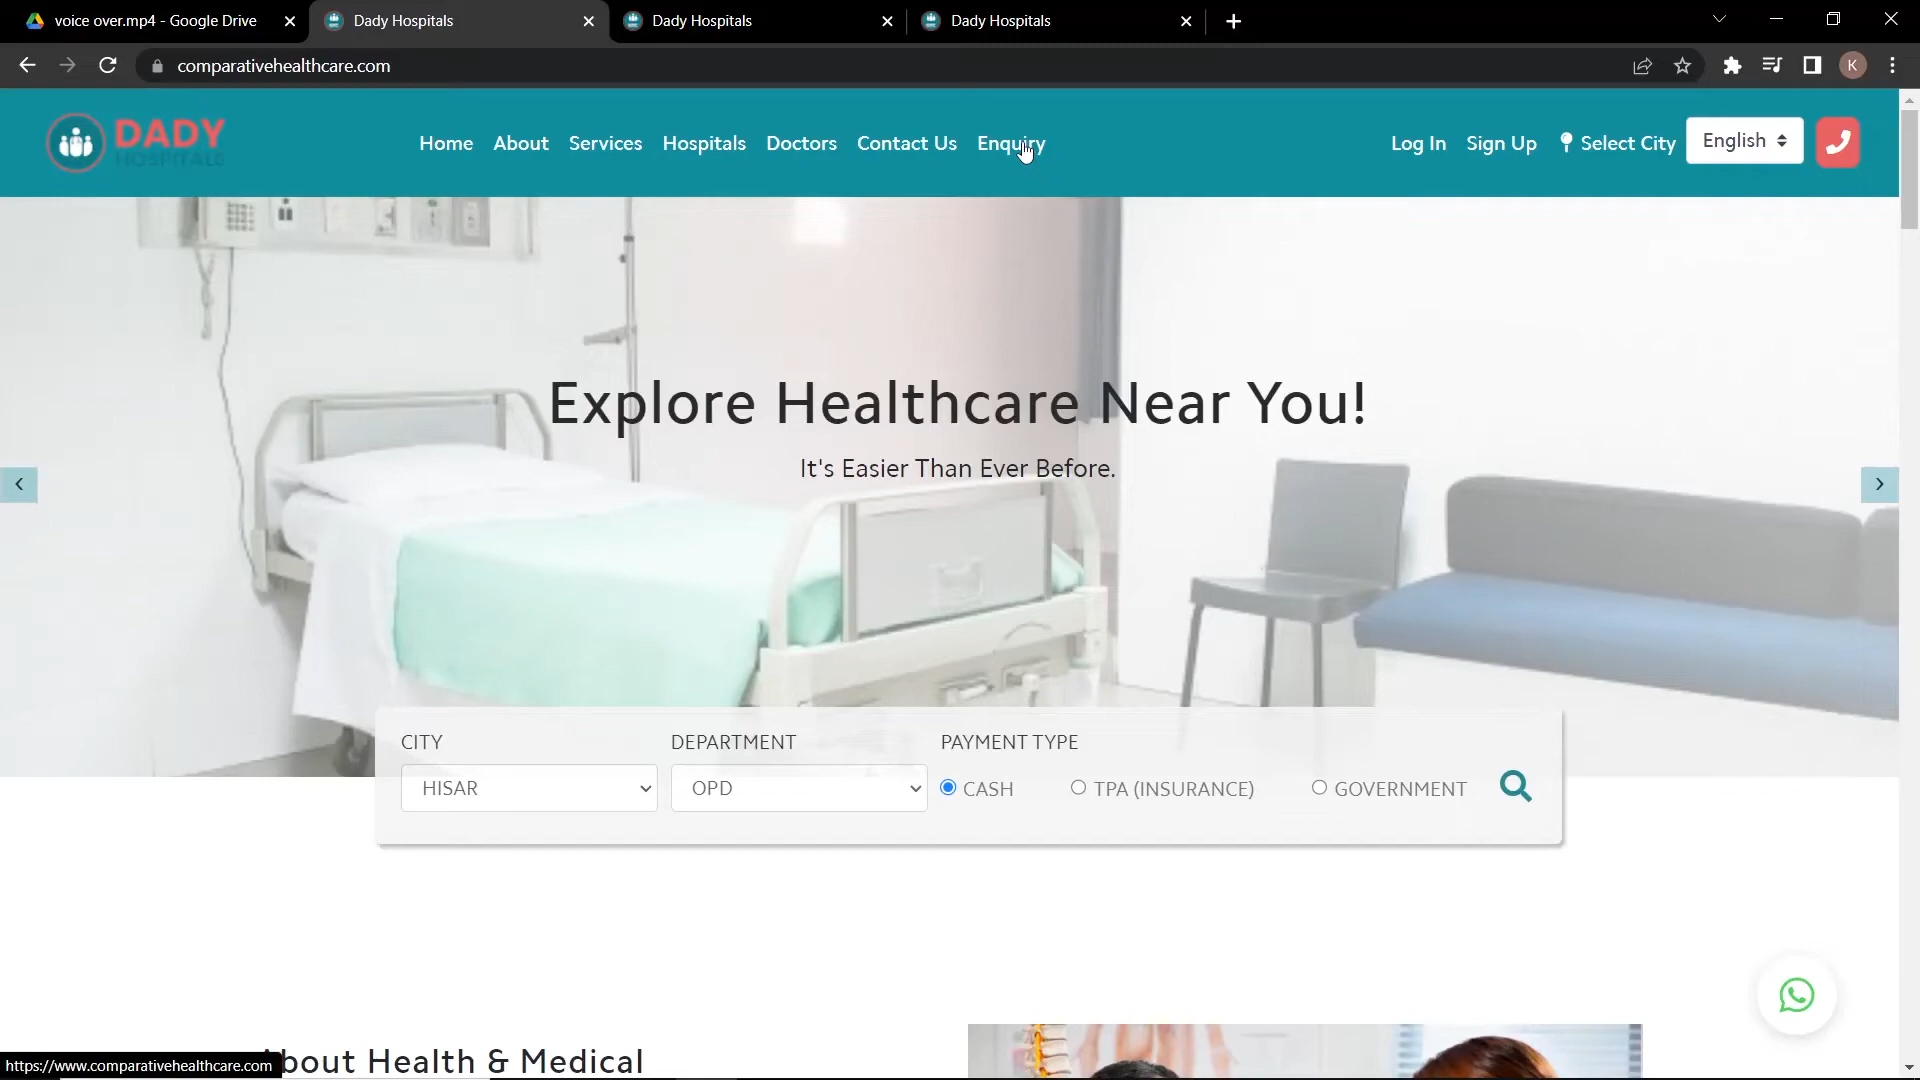 voice over.mp4 - Google Drive
Dady Hospitals
Dady Hospitals
Dady Hospitals
comparativehealthcare.com
K
DADY
HOSPITALS
Home About Services Hospitals Doctors Contact Us Enquiry
Log In Sign Up Select City English
Explore Healthcare Near You!
It's Easier Than Ever Before.
CITY DEPARTMENT PAYMENT TYPE
HISAR OPD CASH TPA (INSURANCE) GOVERNMENT
bout Health & Medical
https://www.comparativehealthcare.com